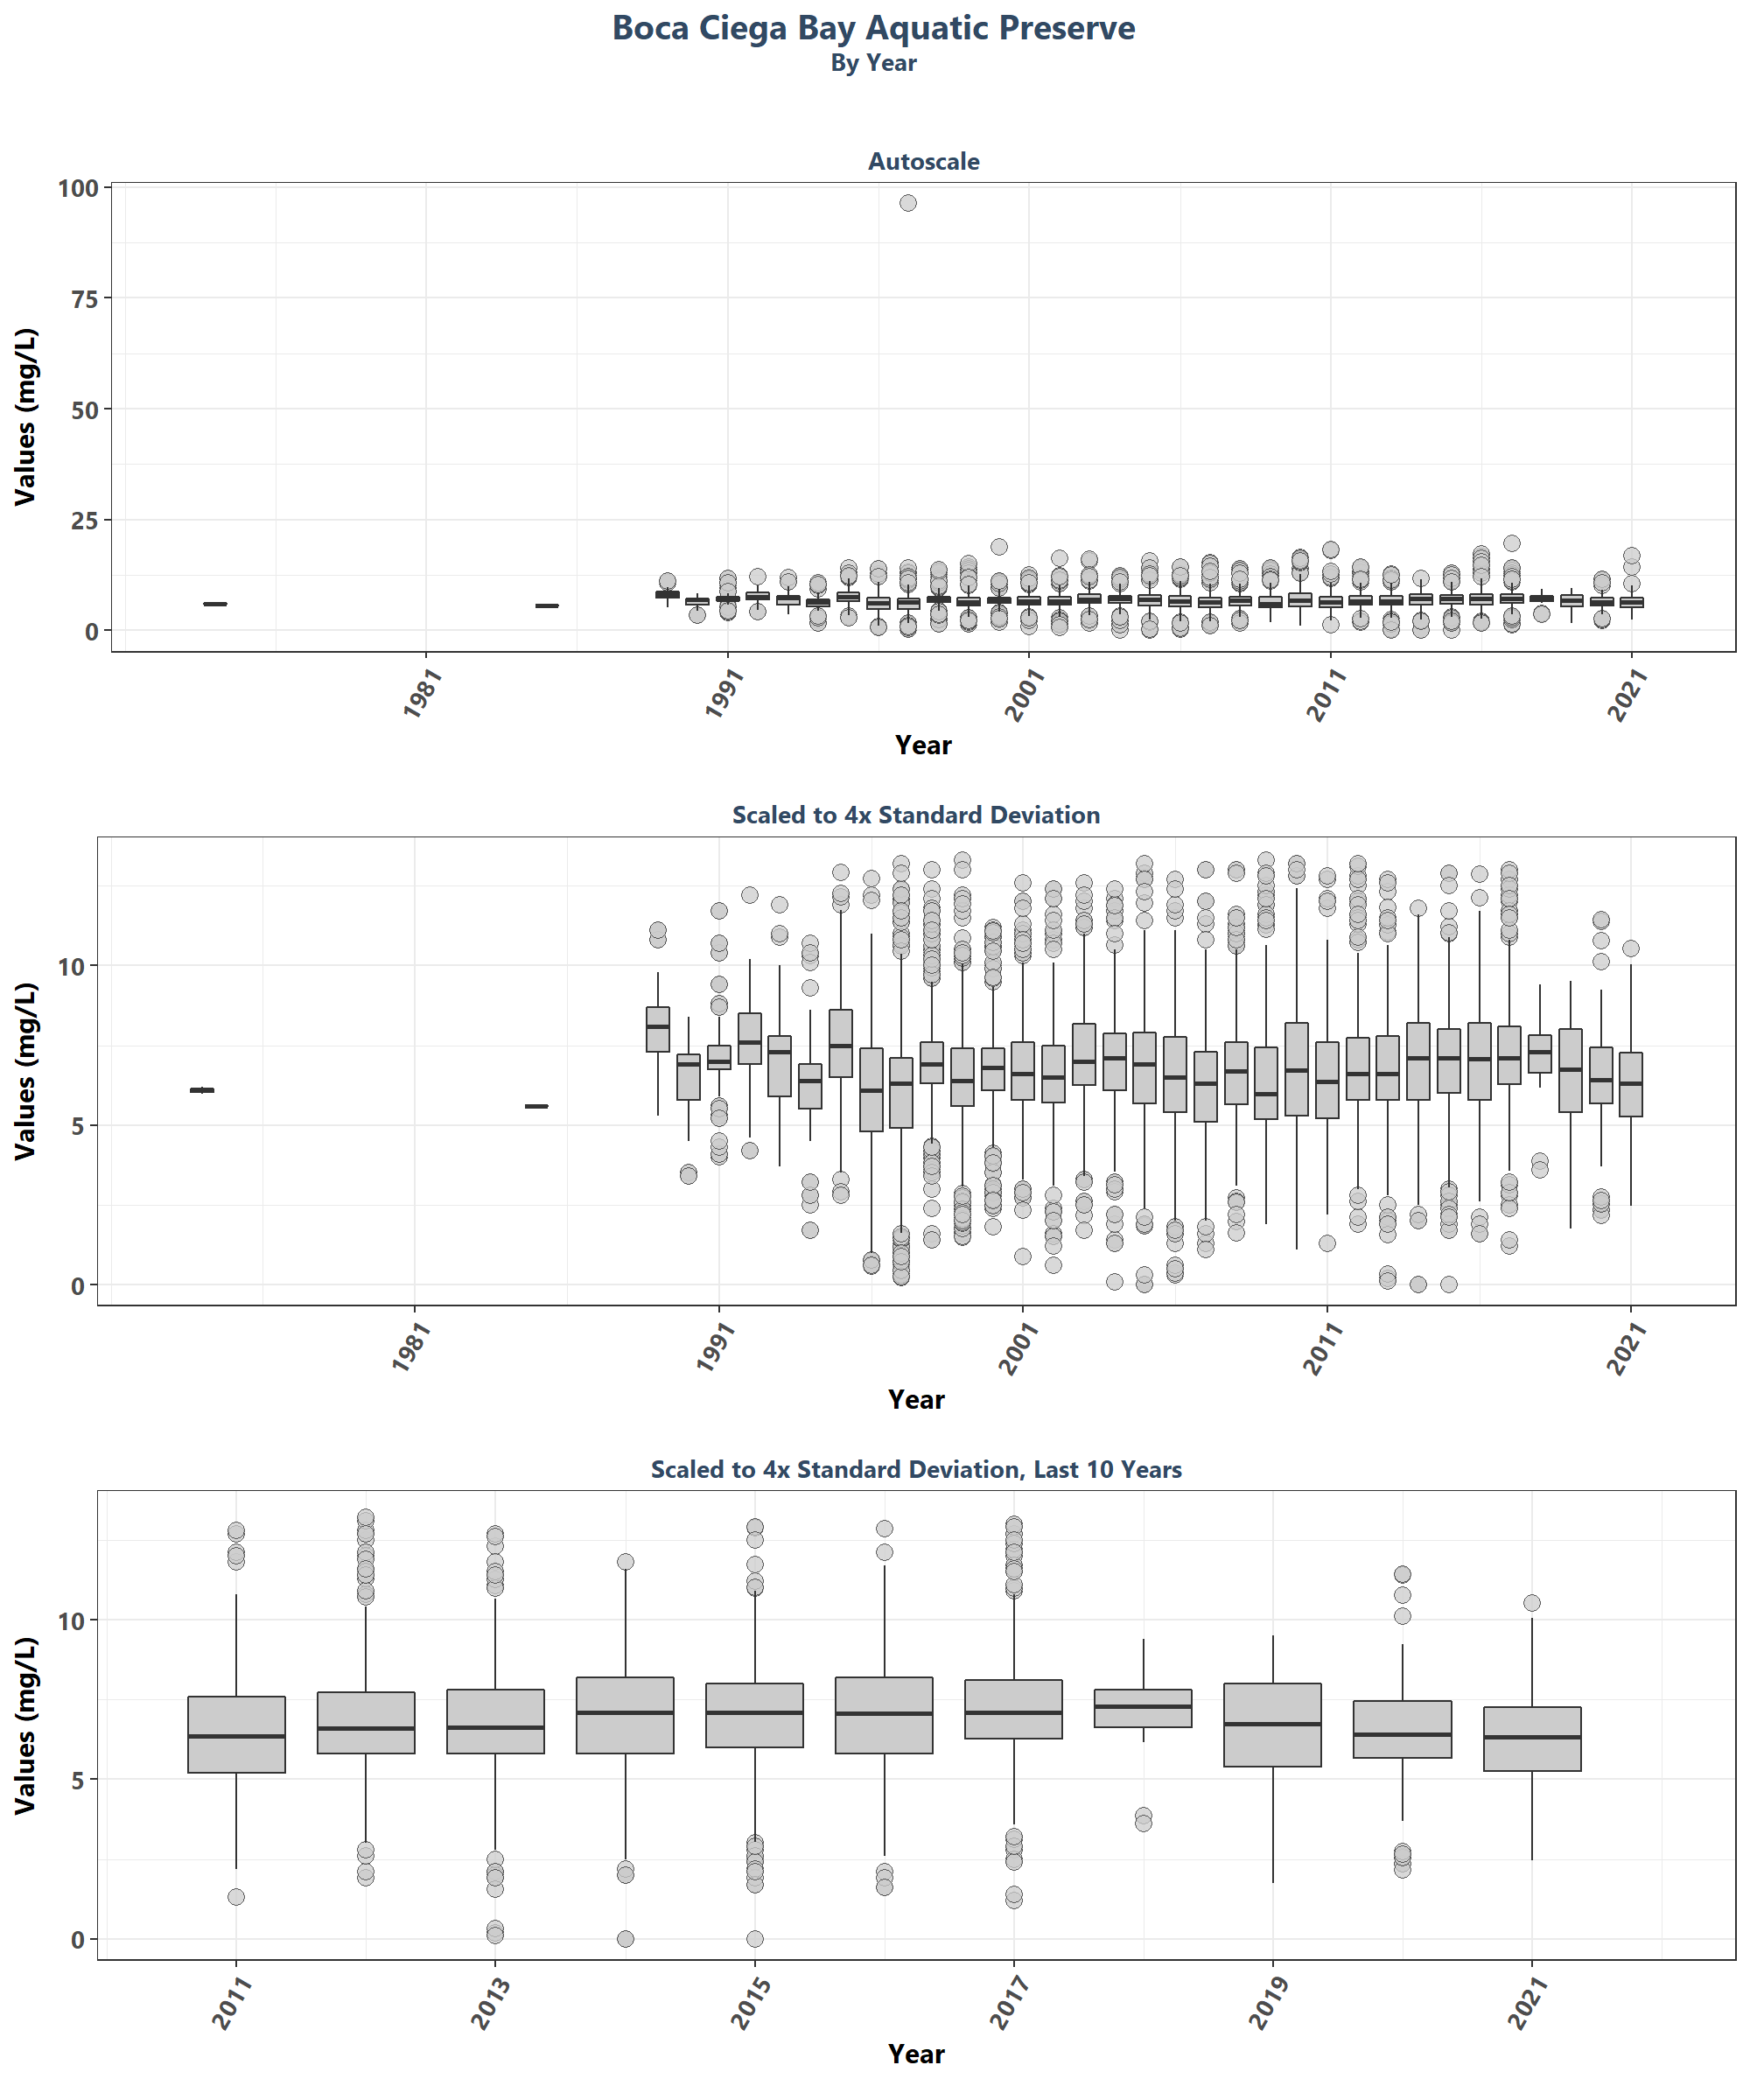 Boca Ciega Bay Aquatic Preserve
By Year
Autoscale
Values (mg/L)
100
75
50
25
0
1981
1991
2001
2011
2021
Year
Scaled to 4x Standard Deviation
Values (mg/L)
10
5
0
1981
1991
2001
2011
2021
Year
Scaled to 4x Standard Deviation, Last 10 Years
Values (mg/L)
10
5
0
2011
2013
2015
2017
2019
2021
Year